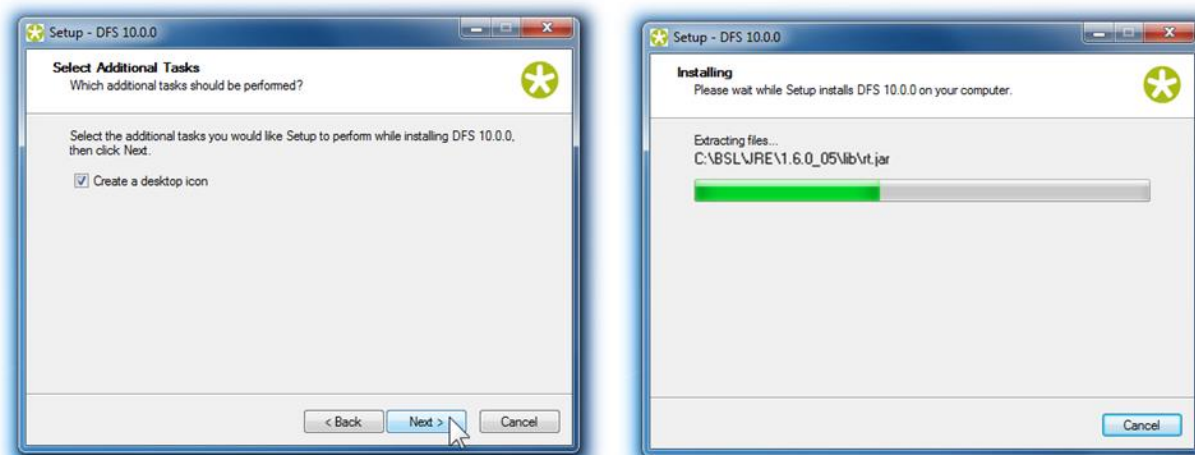 Setup - DFS 10.0.0
Select Additional Tasks
Which additional tasks should be performed?
Select the additional tasks you would like Setup to perform while installing DFS 10.0.0,
then click Next.
Create a desktop icon
< Back
Next >
Cancel
Setup - DFS 10.0.0
Installing
Please wait while Setup installs DFS 10.0.0 on your computer.
Extracting files...
C:\BSL\JRE\1.6.0_05\lib\rt.jar
Cancel